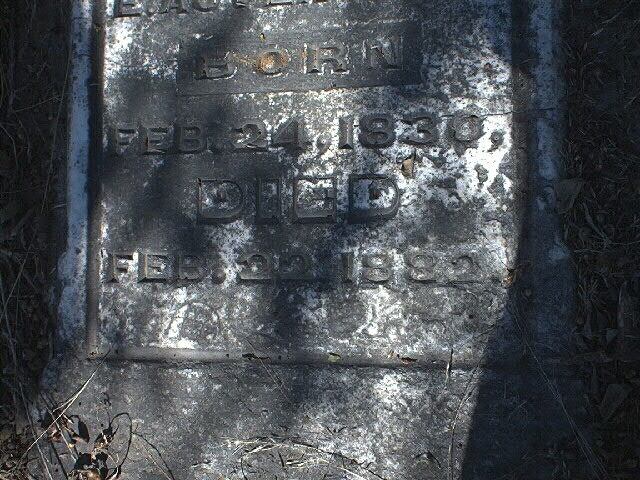 BORN
FEB. 24, 1830,
DIED
FEB. 22 1882